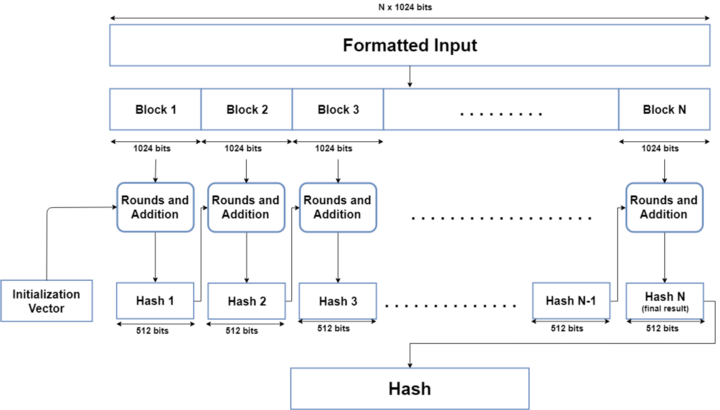 N x 1024 bits
Formatted Input
Block 1
Block 2
Block 3
. . . . . . . . .
Block N
1024 bits
1024 bits
1024 bits
1024 bits
Rounds and
Addition
Rounds and
Addition
Rounds and
Addition
. . . . . . . . . . . . . . . . . . .
Rounds and
Addition
Initialization
Vector
Hash 1
Hash 2
Hash 3
. . . . . . . . . . . . . .
Hash N-1
Hash N
(final result)
512 bits
512 bits
512 bits
512 bits
512 bits
Hash